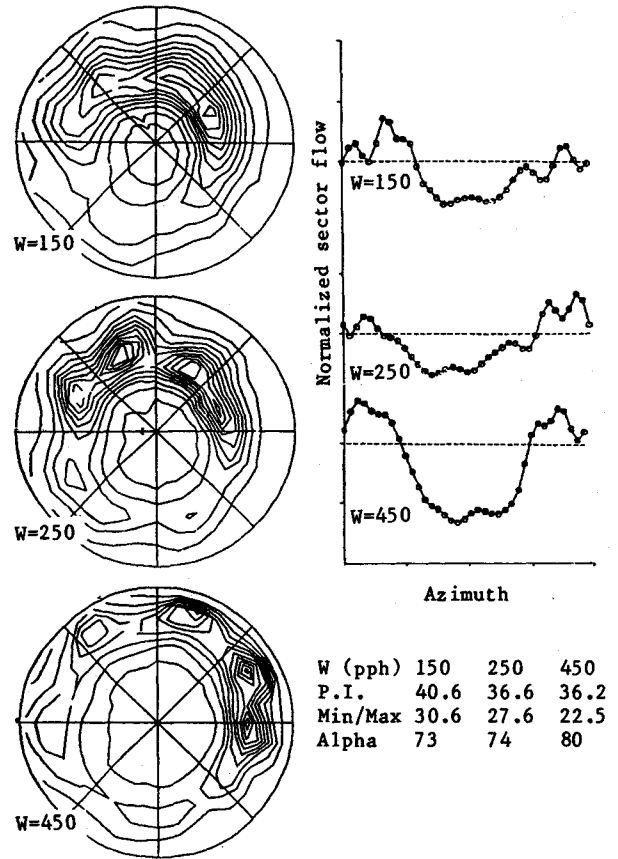 W=150
W=250
W=450
Normalized sector flow
W=150
W=250
W=450
Azimuth
W (pph) 150 250 450
P.I. 40.6 36.6 36.2
Min/Max 30.6 27.6 22.5
Alpha 73 74 80